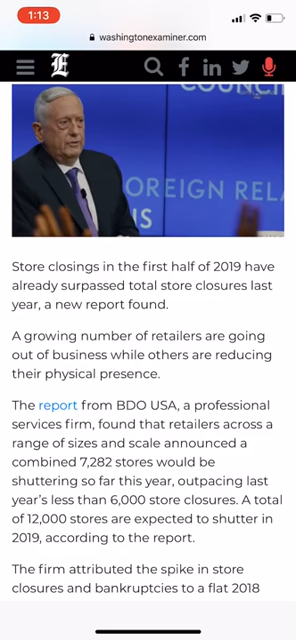 1:13
washingtonexaminer.com
E
COUNCIL
OREIGN REL
NS
Store closings in the first half of 2019 have
already surpassed total store closures last
year, a new report found.
A growing number of retailers are going
out of business while others are reducing
their physical presence.
The report from BDO USA, a professional
services firm, found that retailers across a
range of sizes and scale announced a
combined 7,282 stores would be
shuttering so far this year, outpacing last
year's less than 6,000 store closures. A total
of 12,000 stores are expected to shutter in
2019, according to the report.
The firm attributed the spike in store
closures and bankruptcies to a flat 2018